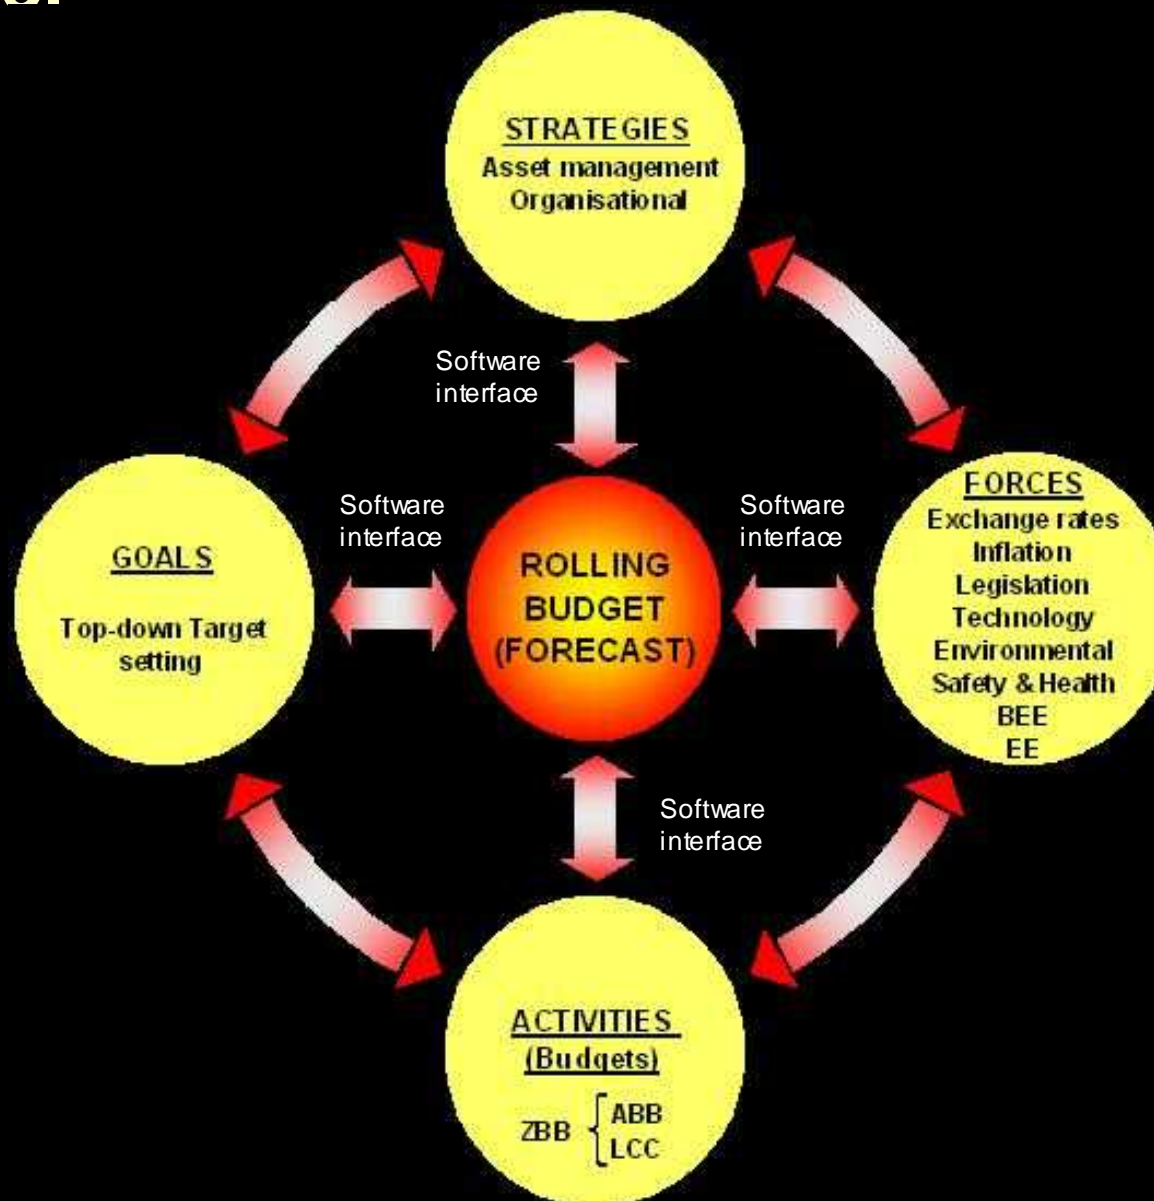 STRATEGIES
Asset management
Organisational
Software
interface
Software
interface
Software
interface
GOALS
Top-down Target
setting
ROLLING
BUDGET
(FORECAST)
FORCES
Exchange rates
Inflation
Legislation
Technology
Environmental
Safety & Health
BEE
EE
Software
interface
ACTIVITIES
(Budgets)
ZBB { ABB
LCC